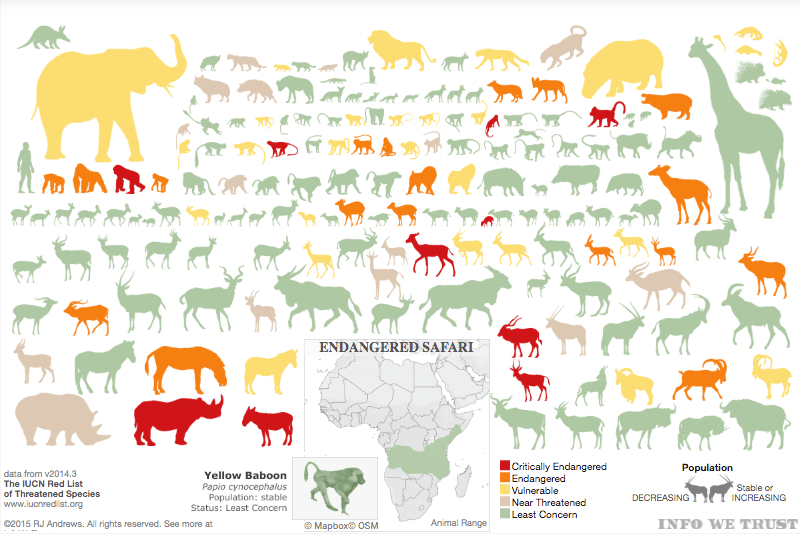 ENDANGERED SAFARI
data from v2014.3
The IUCN Red List
of Threatened Species
www.iucnredlist.org
©2015 RJ Andrews. All rights reserved. See more at
Yellow Baboon
Papio cynocephalus
Population: stable
Status: Least Concern
© Mapbox© OSM
Animal Range
Critically Endangered
Endangered
Vulnerable
Near Threatened
Least Concern
Population
DECREASING
Stable or
INCREASING
INFO WE TRUST